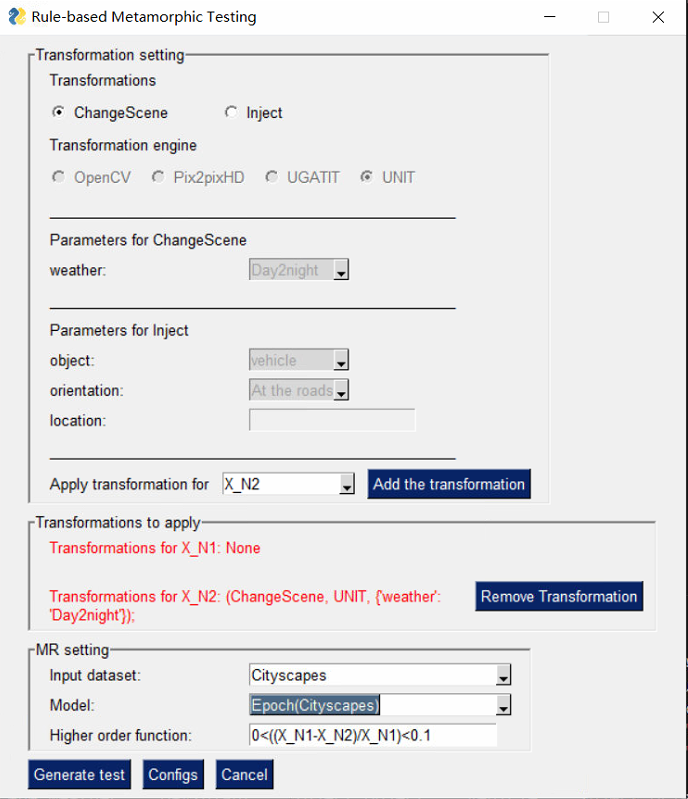 Rule-based Metamorphic Testing
Transformation setting
Transformations
ChangeScene Inject
Transformation engine
OpenCV Pix2pixHD UGATIT UNIT
Parameters for ChangeScene
weather: Day2night
Parameters for Inject
object: vehicle
orientation: At the roads
location:
Apply transformation for X_N2 Add the transformation
Transformations to apply
Transformations for X_N1: None
Transformations for X_N2: (ChangeScene, UNIT, {'weather':
'Day2night'});
Remove Transformation
MR setting
Input dataset: Cityscapes
Model: Epoch(Cityscapes)
Higher order function: 0<((X_N1-X_N2)/X_N1)<0.1
Generate test Configs Cancel